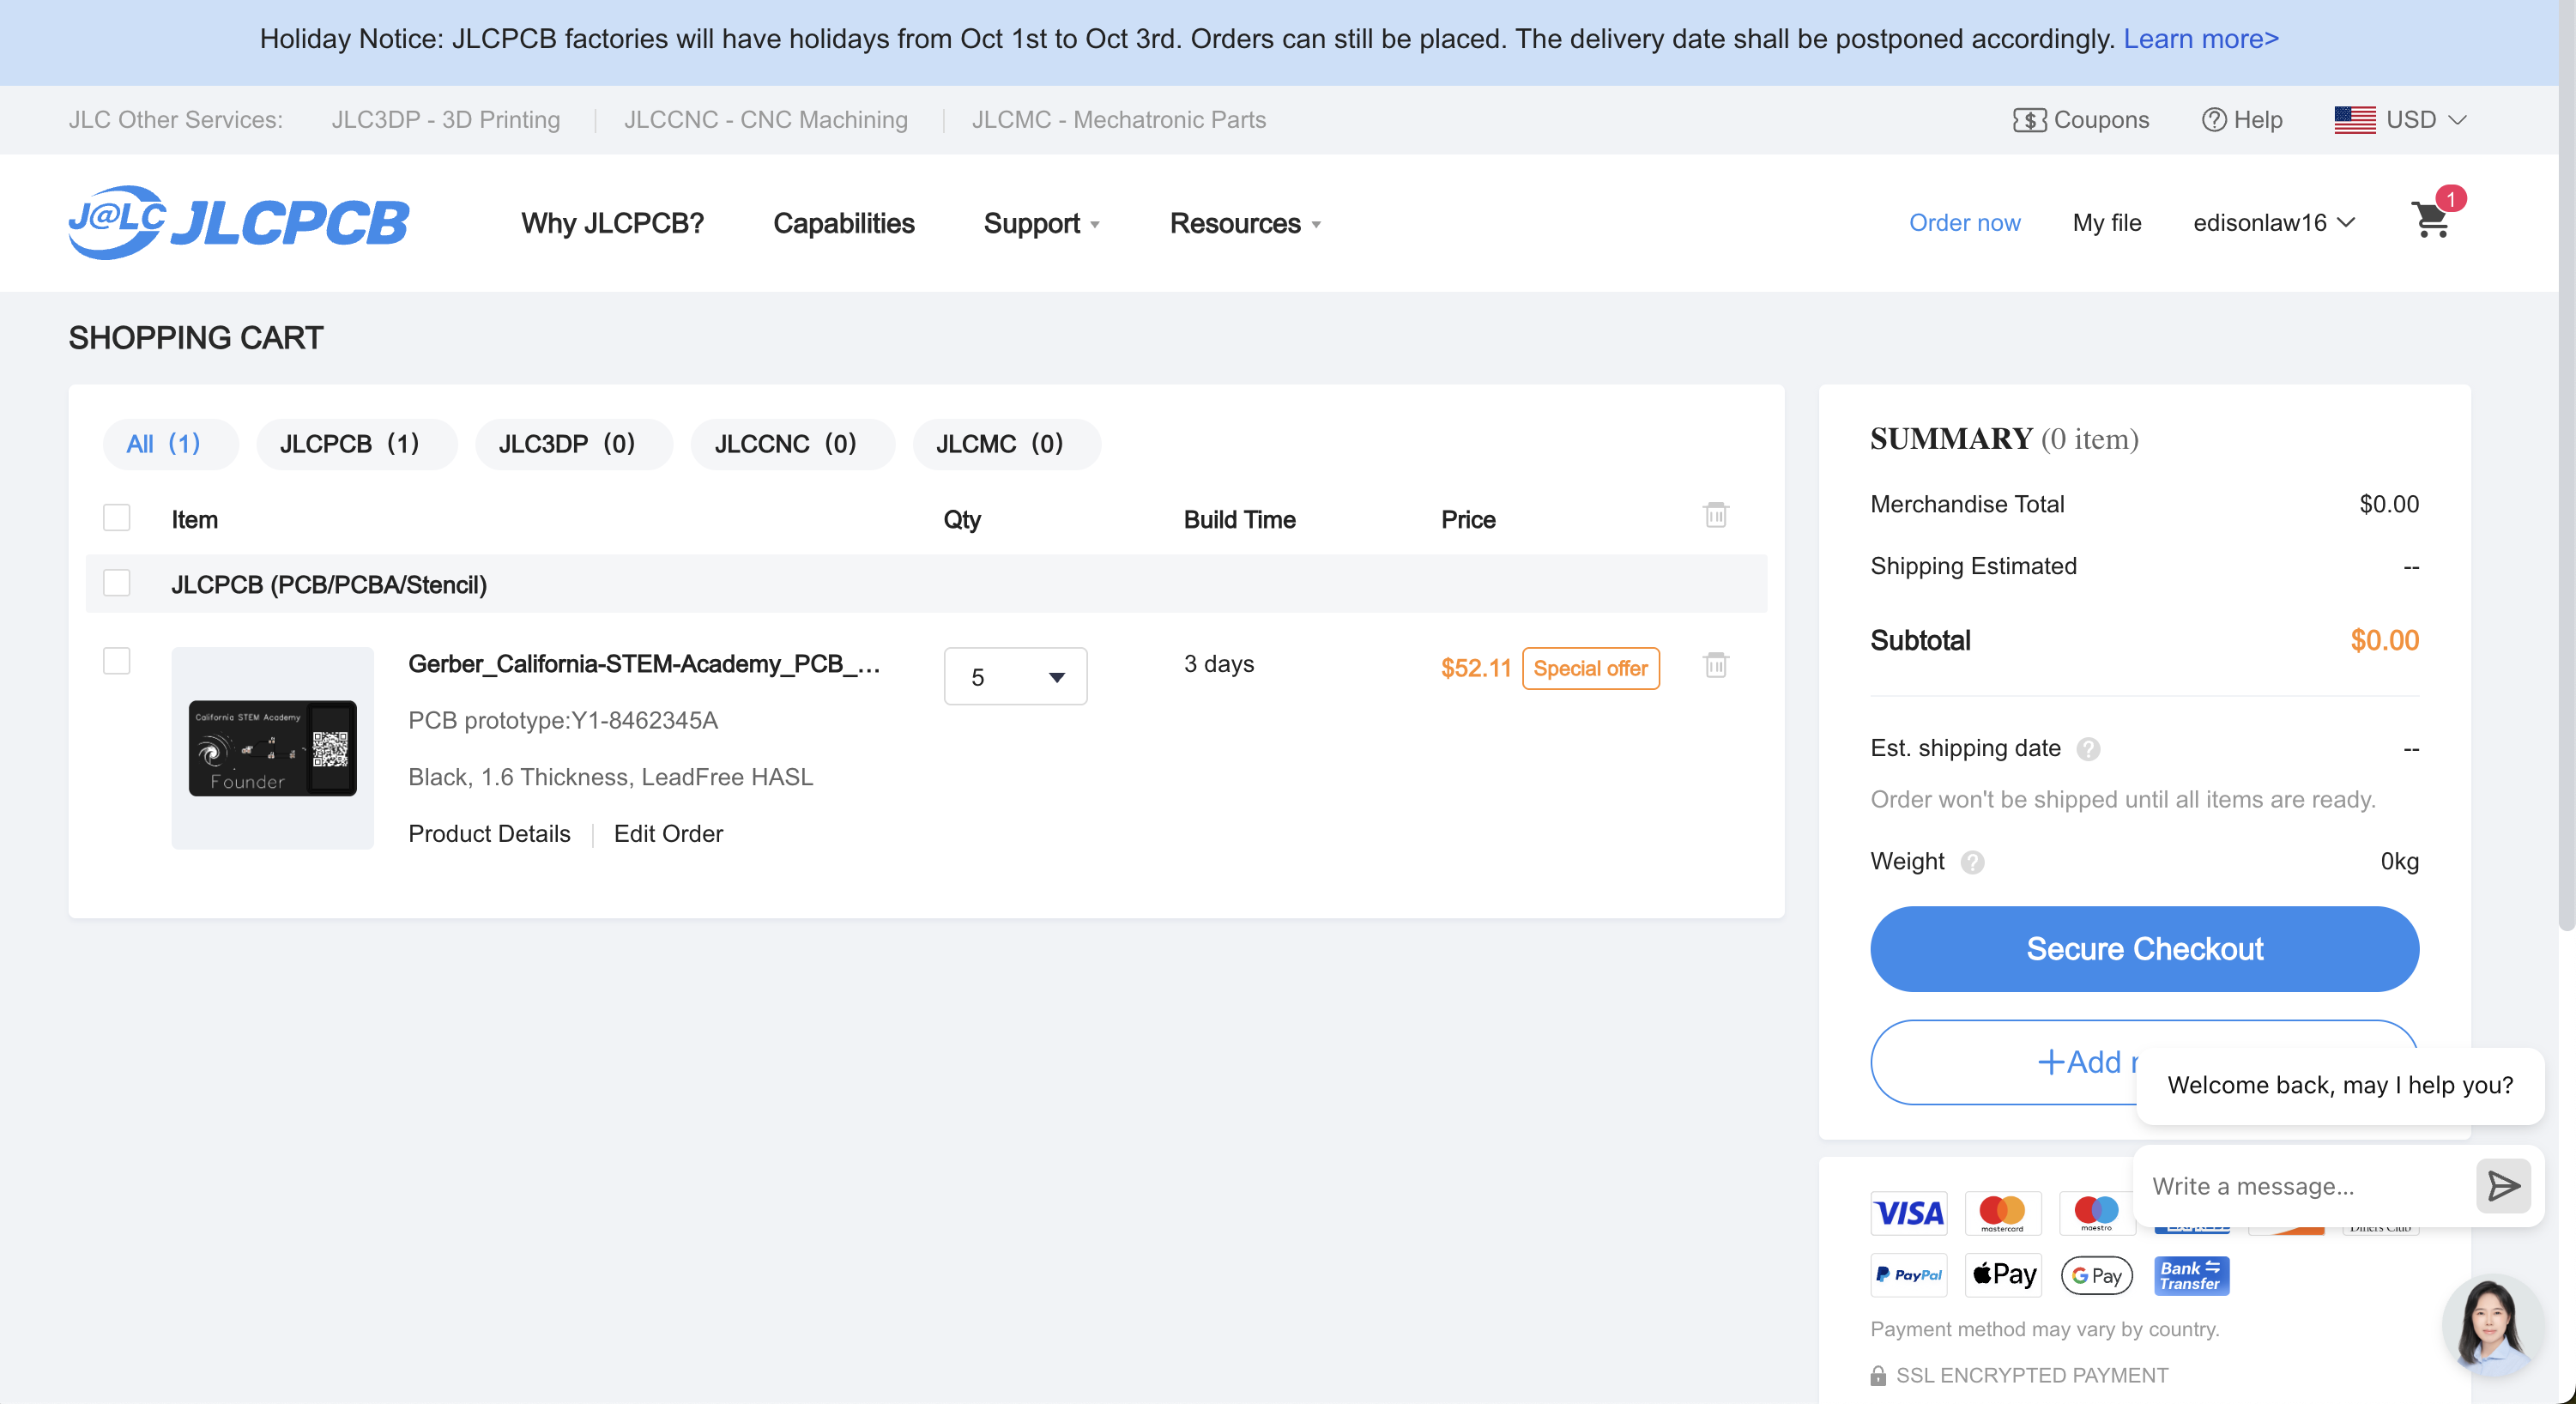 Holiday Notice: JLCPCB factories will have holidays from Oct 1st to Oct 3rd. Orders can still be placed. The delivery date shall be postponed accordingly. Learn more>
JLC Other Services: JLC3DP - 3D Printing | JLCCNC - CNC Machining | JLCMC - Mechatronic Parts
$ Coupons ? Help USD
J@LC JLCPCB Why JLCPCB? Capabilities Support Resources Order now My file edisonlaw16 1
SHOPPING CART
All (1) JLCPCB (1) JLC3DP (0) JLCCNC (0) JLCMC (0)
Item Qty Build Time Price
JLCPCB (PCB/PCBA/Stencil)
Gerber_California-STEM-Academy_PCB_... 5 3 days $52.11 Special offer
California STEM Academy
Founder
PCB prototype:Y1-8462345A
Black, 1.6 Thickness, LeadFree HASL
Product Details | Edit Order
SUMMARY (0 item)
Merchandise Total $0.00
Shipping Estimated --
Subtotal $0.00
Est. shipping date ? --
Order won't be shipped until all items are ready.
Weight ? 0kg
Secure Checkout
+Add
Welcome back, may I help you?
Write a message...
VISA mastercard maestro Diners Club
PayPal Pay G Pay Bank Transfer
Payment method may vary by country.
SSL ENCRYPTED PAYMENT